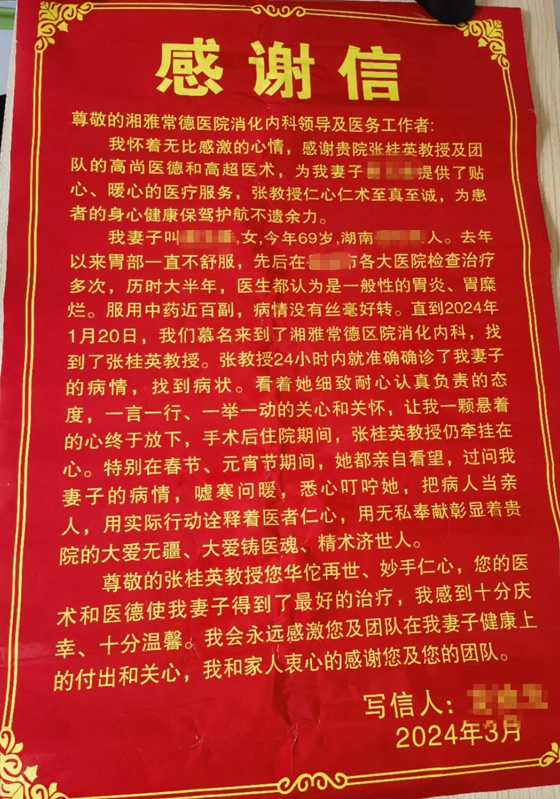 感谢信
尊敬的湘雅常德医院消化内科领导及医务工作者:
我怀着无比感激的心情，感谢贵院张桂英教授及团
队的高尚医德和高超医术，为我妻子提供了贴
心、暖心的医疗服务，张教授仁心仁术至真至诚，为患
者的身心健康保驾护航不遗余力。
我妻子叫,女,今年69岁,湖南人。去年
以来胃部一直不舒服，先后在各大医院检查治疗
多次，历时大半年，医生都认为是一般性的胃炎、胃糜
烂。服用中药近百副，病情没有丝毫好转。直到2024年
1月20日，我们慕名来到了湘雅常德区院消化内科，找
到了张桂英教授。张教授24小时内就准确确诊了我妻子
的病情，找到病状。看着她细致耐心认真负责的态
度，一言一行、一举一动的关心和关怀，让我一颗悬着
的心终于放下，手术后住院期间，张桂英教授仍牵挂在
心。特别在春节、元宵节期间，她都亲自看望，过问我
妻子的病情，嘘寒问暖，悉心叮咛她，把病人当亲
人，用实际行动诠释着医者仁心，用无私奉献彰显着贵
院的大爱无疆、大爱铸医魂、精术济世人。
尊敬的张桂英教授您华佗再世、妙手仁心，您的医
术和医德使我妻子得到了最好的治疗，我感到十分庆
幸、十分温馨。我会永远感激您及团队在我妻子健康上
的付出和关心，我和家人衷心的感谢您及您的团队。
写信人:
2024年3月